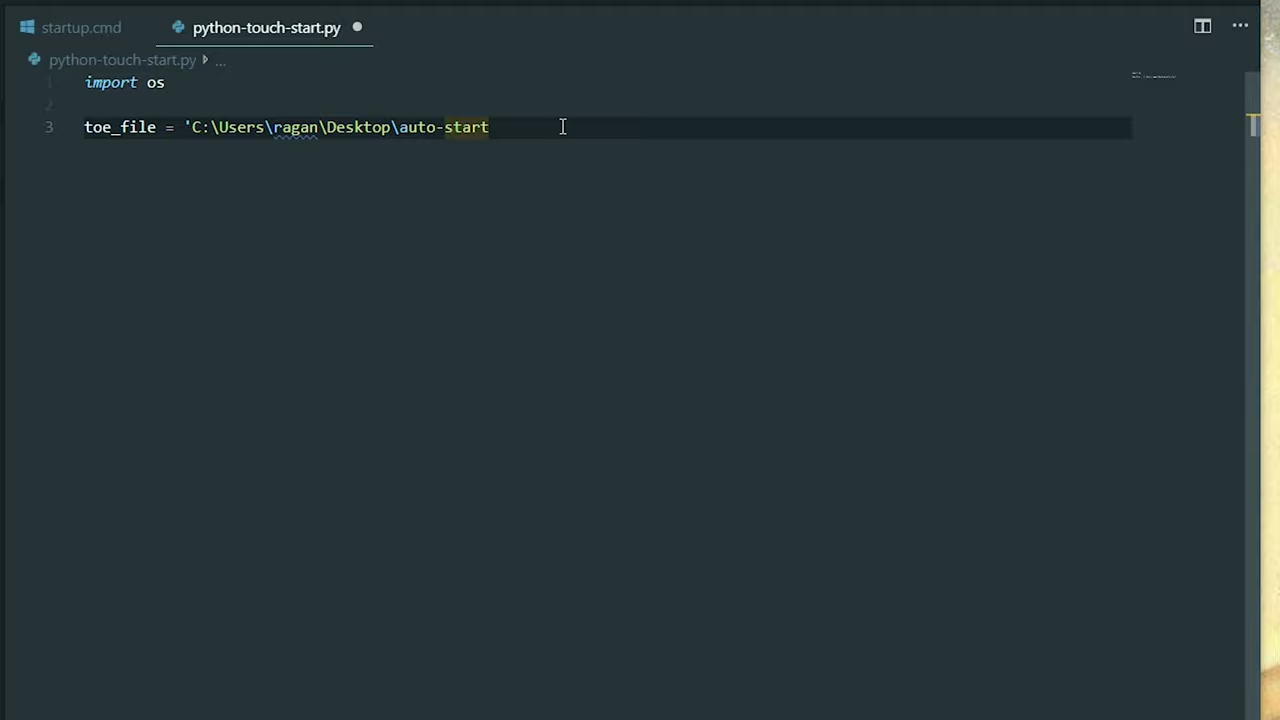 startup.cmd python-touch-start.py
python-touch-start.py ...
1 import os
2
3 toe_file = 'C:\Users\ragan\Desktop\auto-start